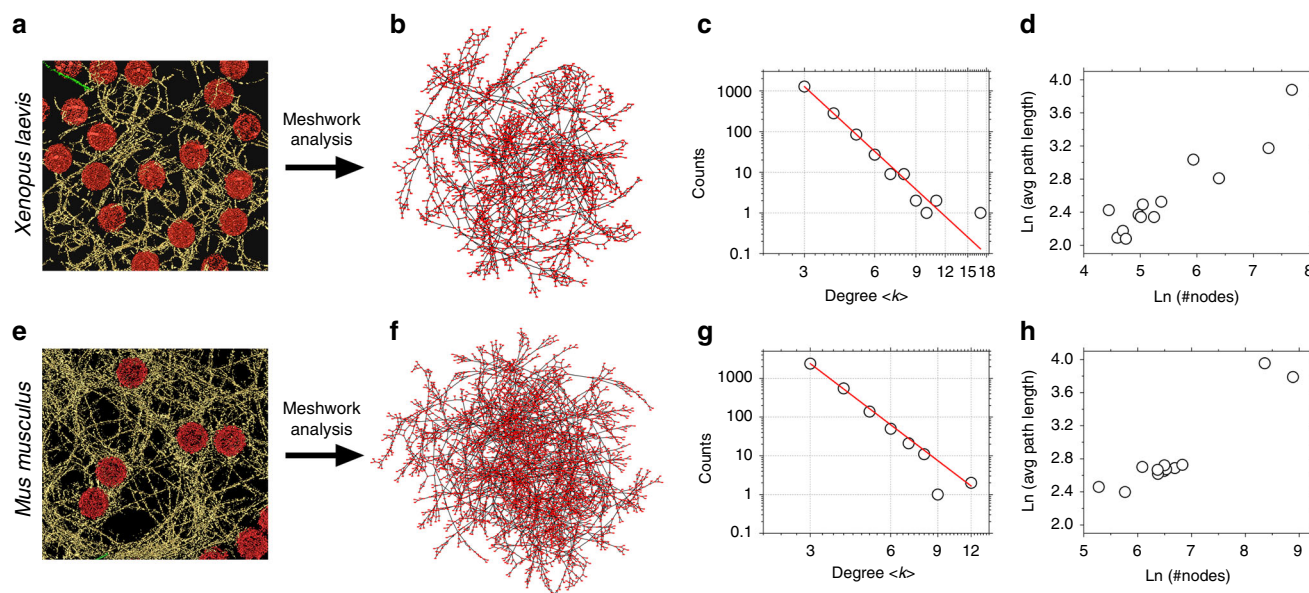 a
b
c
d
Xenopus laevis
Meshwork
analysis
Counts
1000
100
10
1
0.1
3
6
9
12
15
18
Degree <k>
Ln (avg path length)
4.0
3.6
3.2
2.8
2.4
2.0
4
5
6
7
8
Ln (#nodes)
e
f
g
h
Mus musculus
Meshwork
analysis
Counts
1000
100
10
1
0.1
3
6
9
12
Degree <k>
Ln (avg path length)
4.0
3.6
3.2
2.8
2.4
2.0
5
6
7
8
9
Ln (#nodes)